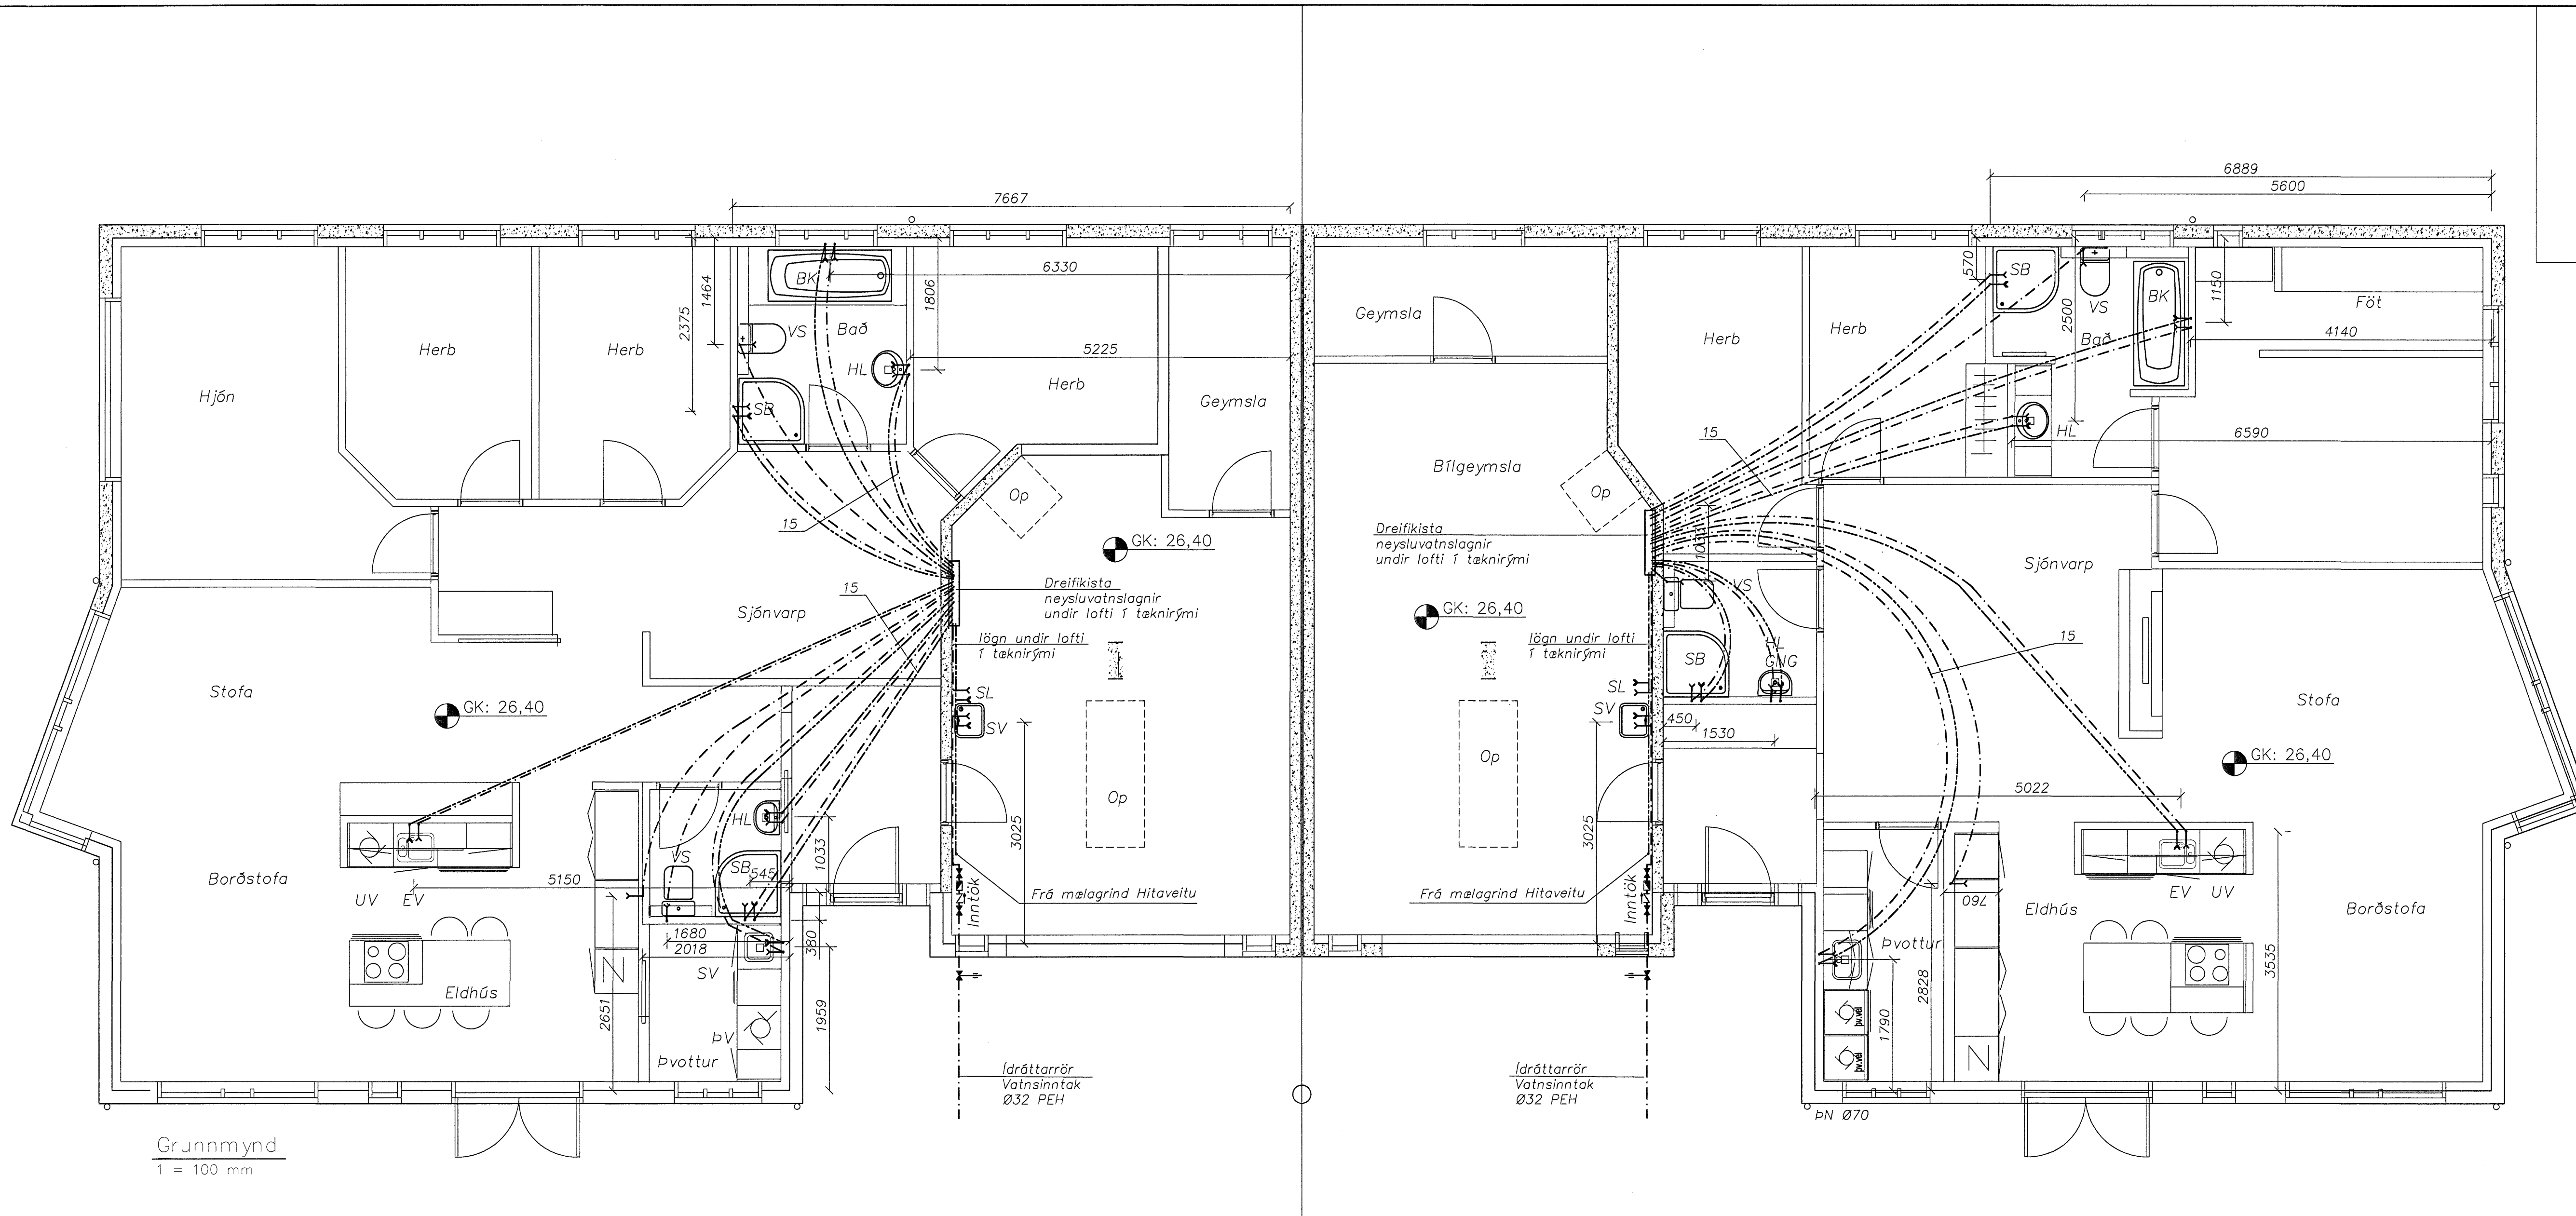 6889
5600
7667
6330
5225
1806
1464
2375
BK
VS
Bað
HL
SB
Herb
Herb
Herb
Hjón
Geymsla
Op
15
15
GK: 26,40
Dreifikista
neysluvatnslagnir
undir lofti í tæknirými
lögn undir lofti
í tæknirými
Sjónvarp
SL
SV
Stofa
GK: 26,40
Op
3025
HL
VS
SB
545
1033
5150
Borðstofa
UV
EV
1680
2018
380
SV
Eldhús
2651
1959
ÞV
Þvottur
Inntök
Frá mælagrind Hitaveitu
Ídráttarrör
Vatnsinntak
Ø32 PEH
Grunnmynd
1 = 100 mm
Geymsla
Bílgeymsla
Herb
Herb
570
SB
VS
BK
1150
Föt
2500
Bað
4140
HL
6590
15
Op
Dreifikista
neysluvatnslagnir
undir lofti í tæknirými
GK: 26,40
lögn undir lofti
í tæknirými
VS
SB
HL
GNG
Sjónvarp
15
SL
SV
450
1530
Stofa
GK: 26,40
Op
5022
3025
Frá mælagrind Hitaveitu
Inntök
EV
UV
760
Eldhús
Borðstofa
Þvottur
2828
3535
1790
Þv.vél
Þv.vél
Ídráttarrör
Vatnsinntak
Ø32 PEH
ÞN Ø70